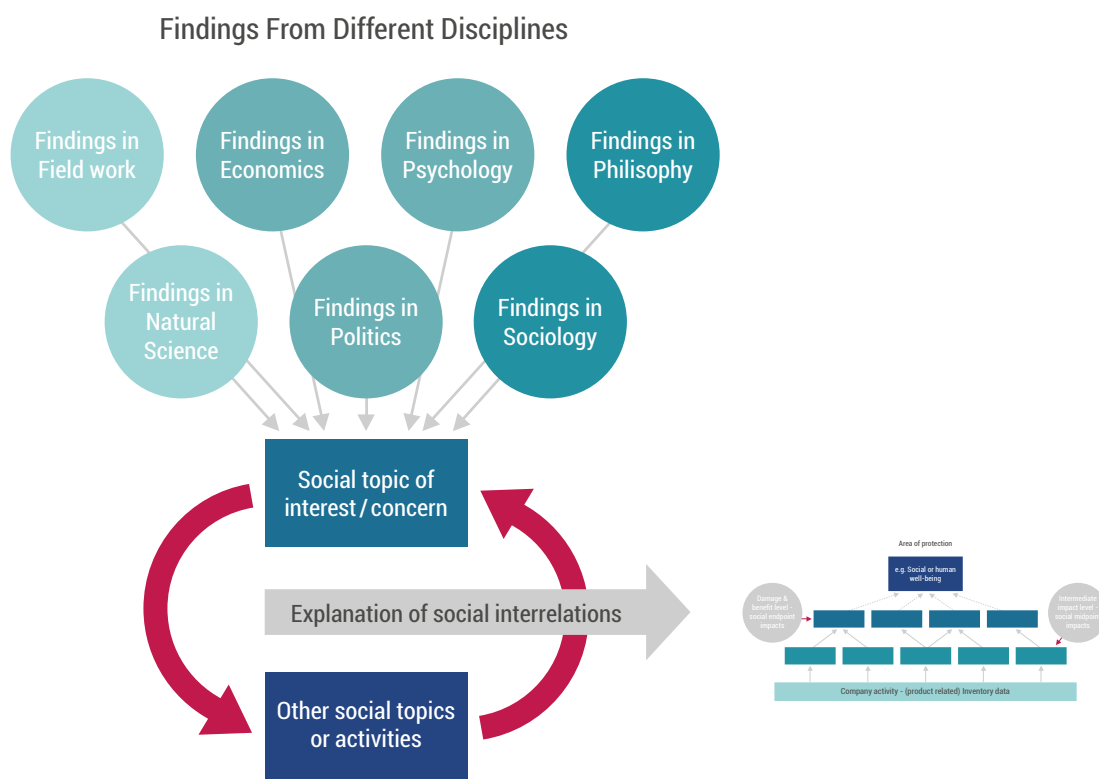 Findings From Different Disciplines
Findings in
Field work
Findings in
Economics
Findings in
Psychology
Findings in
Philisophy
Findings in
Natural
Science
Findings in
Politics
Findings in
Sociology
Social topic of
interest / concern
Explanation of social interrelations
Other social topics
or activities
Area of protection
e.g. Social or human
well-being
Damage &
benefit level -
social endpoint
impacts
Intermediate
impact level -
social midpoint
impacts
Company activity - (product related) Inventory data